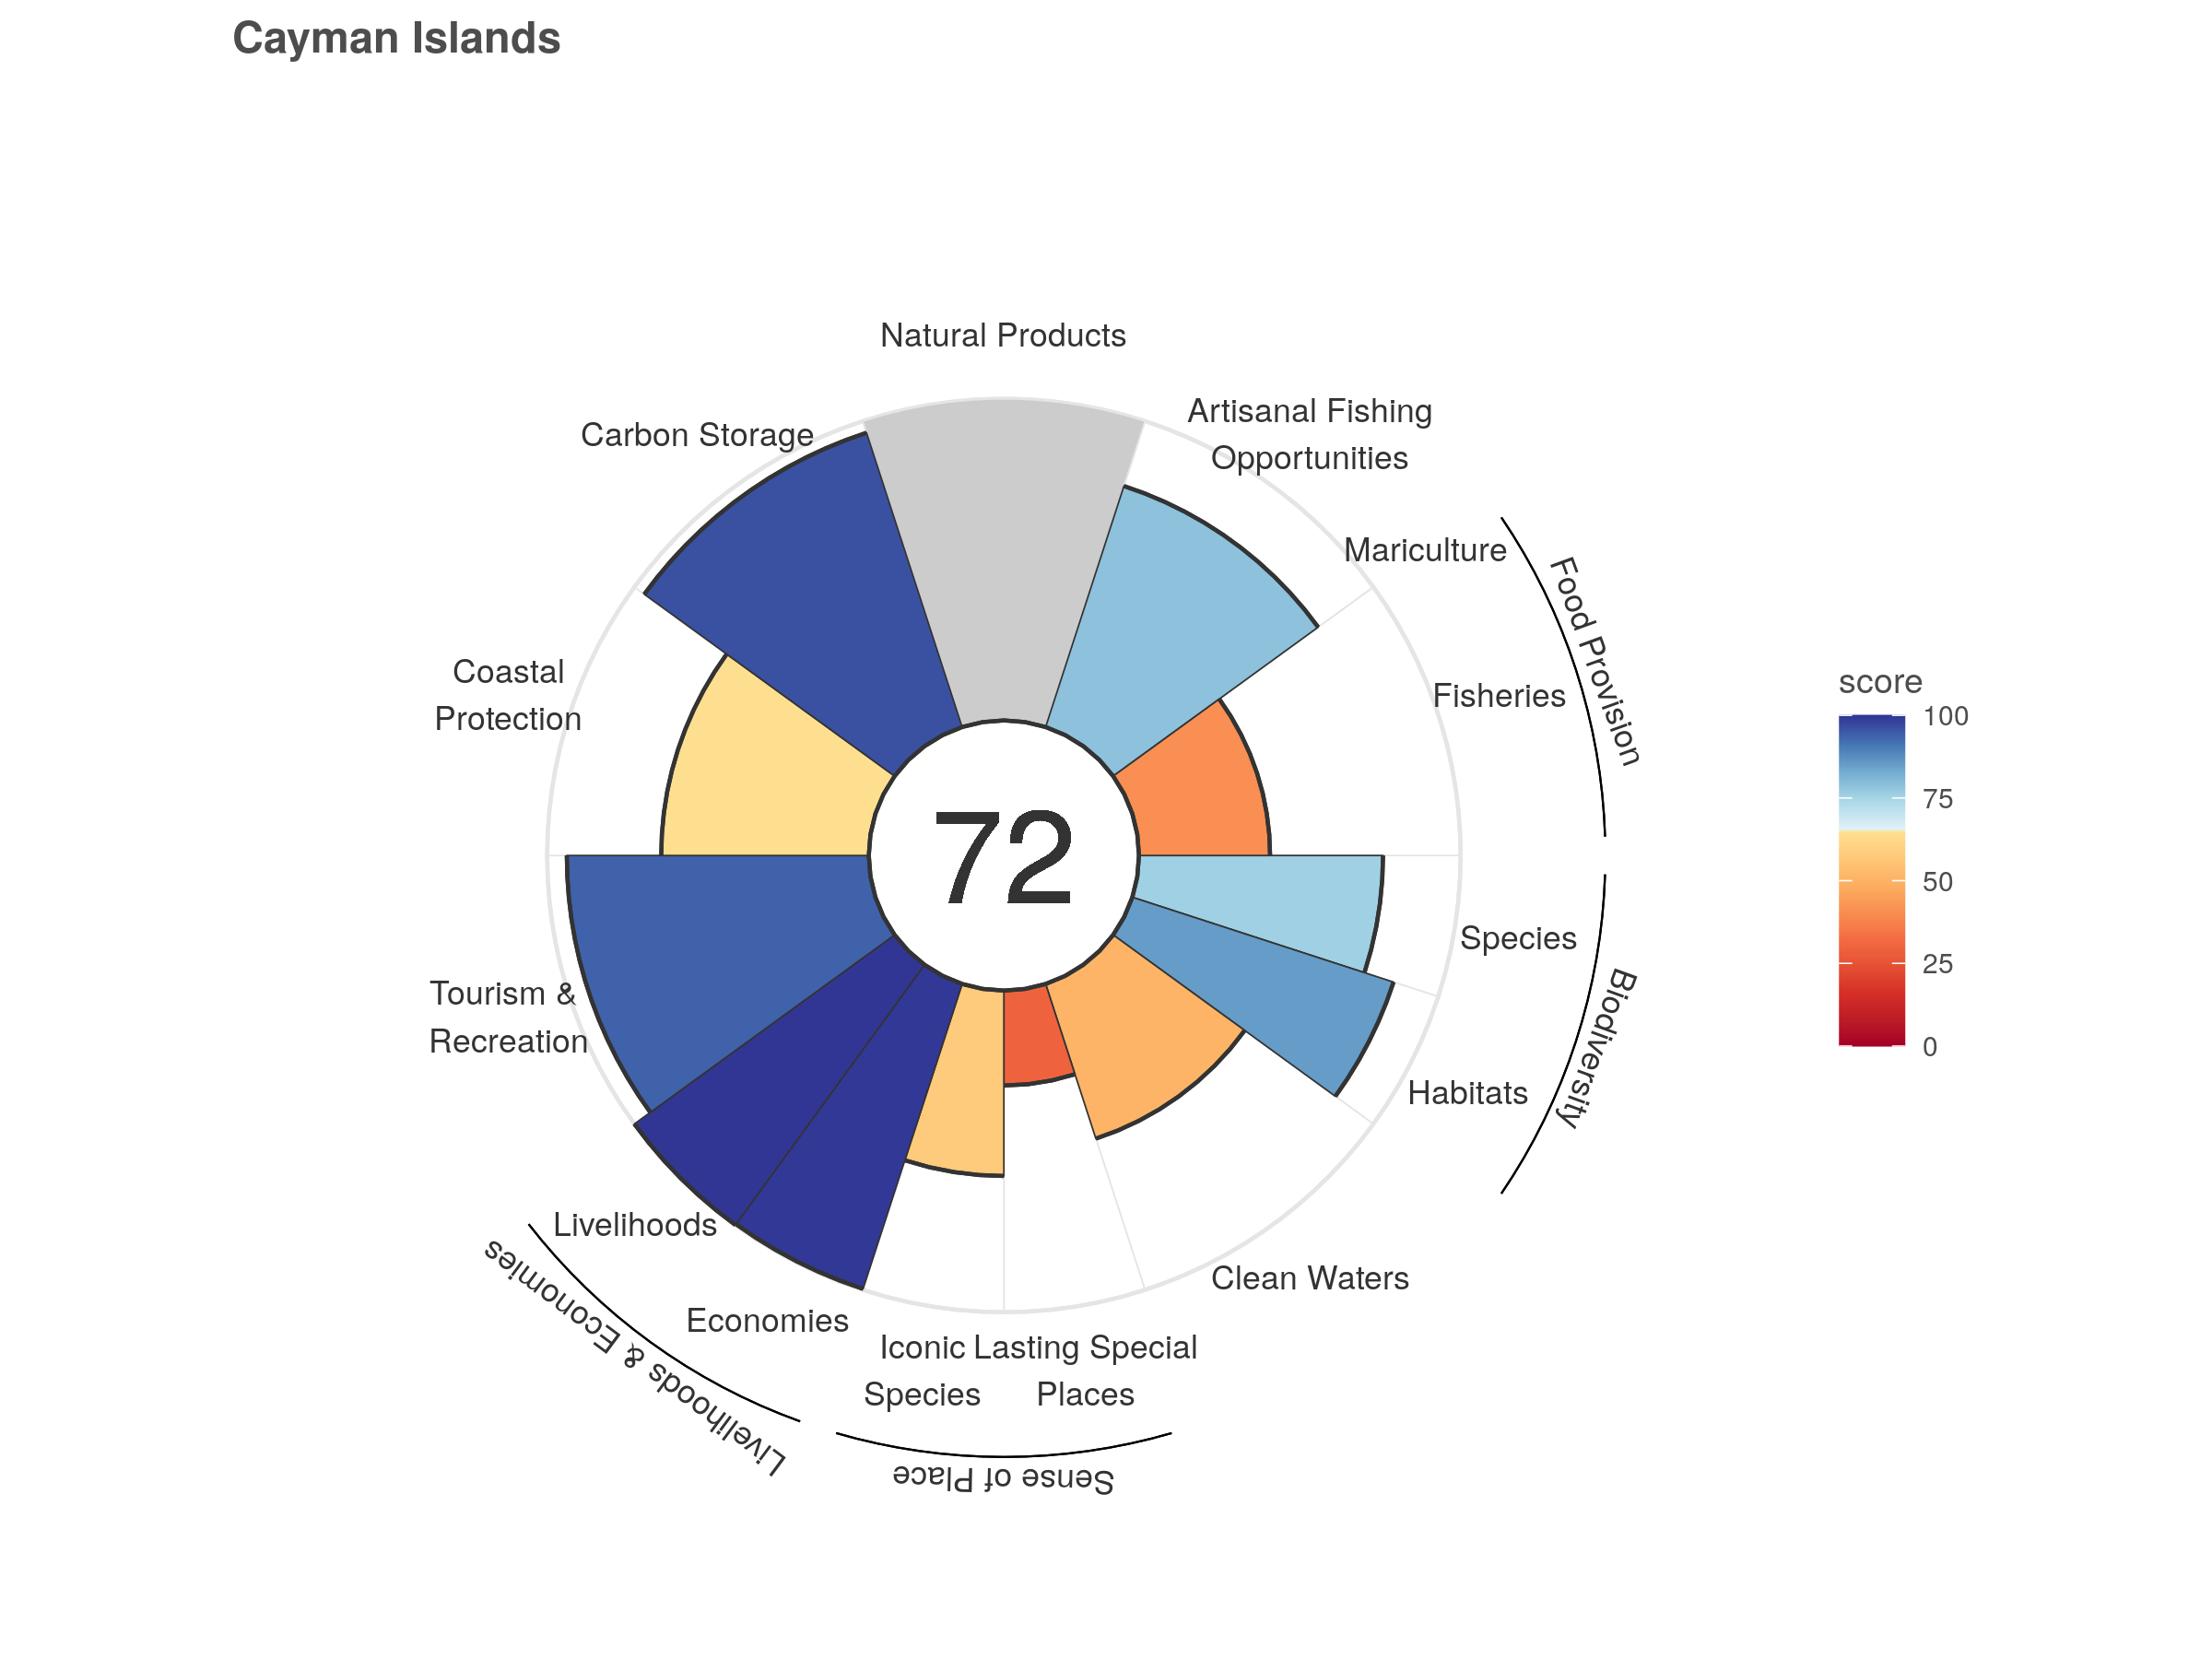 Cayman Islands
Natural Products
Artisanal Fishing
Opportunities
Carbon Storage
Mariculture
Food Provision
Fisheries
Coastal
Protection
score
100
75
50
25
0
72
Species
Biodiversity
Tourism &
Recreation
Habitats
Livelihoods
Clean Waters
Economies
Livelihoods & Economies
Iconic
Species
Lasting Special
Places
Sense of Place